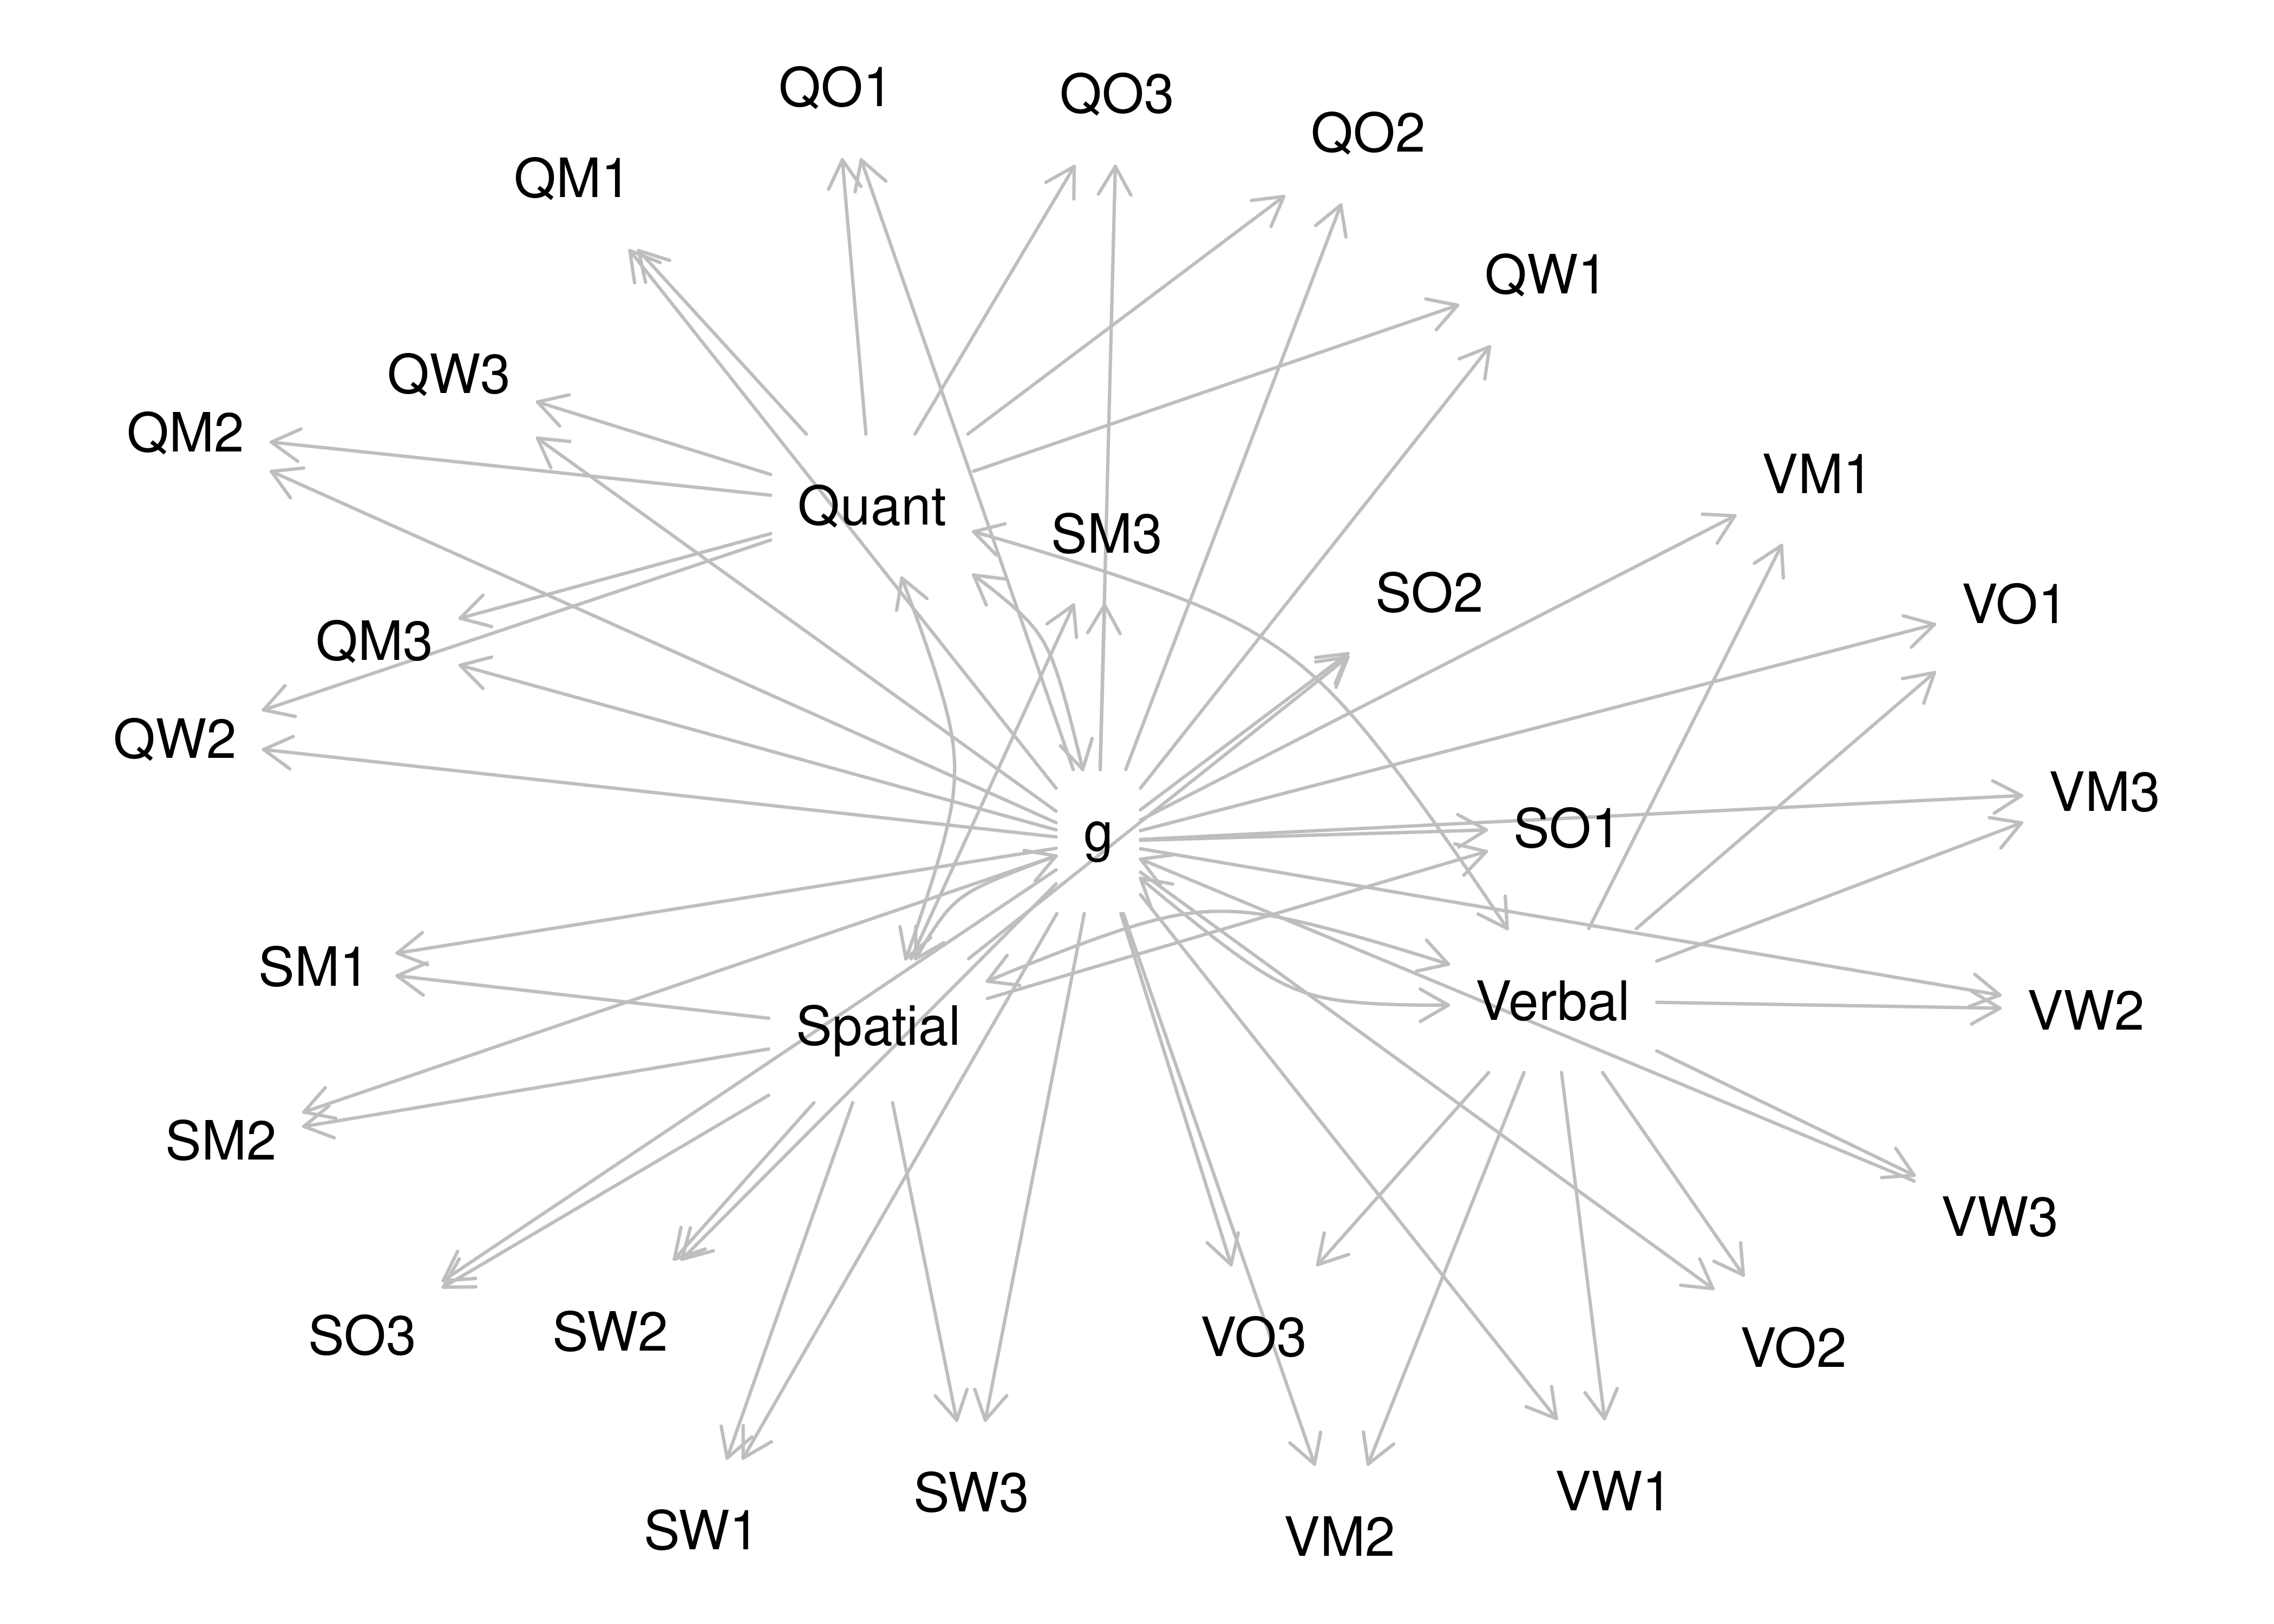 QO1
QO3
QO2
QM1
QW1
QW3
QM2
VM1
Quant
SM3
SO2
VO1
QM3
QW2
VM3
g
SO1
SM1
Verbal
VW2
Spatial
SM2
VW3
SO3
SW2
VO3
VO2
SW3
VW1
SW1
VM2